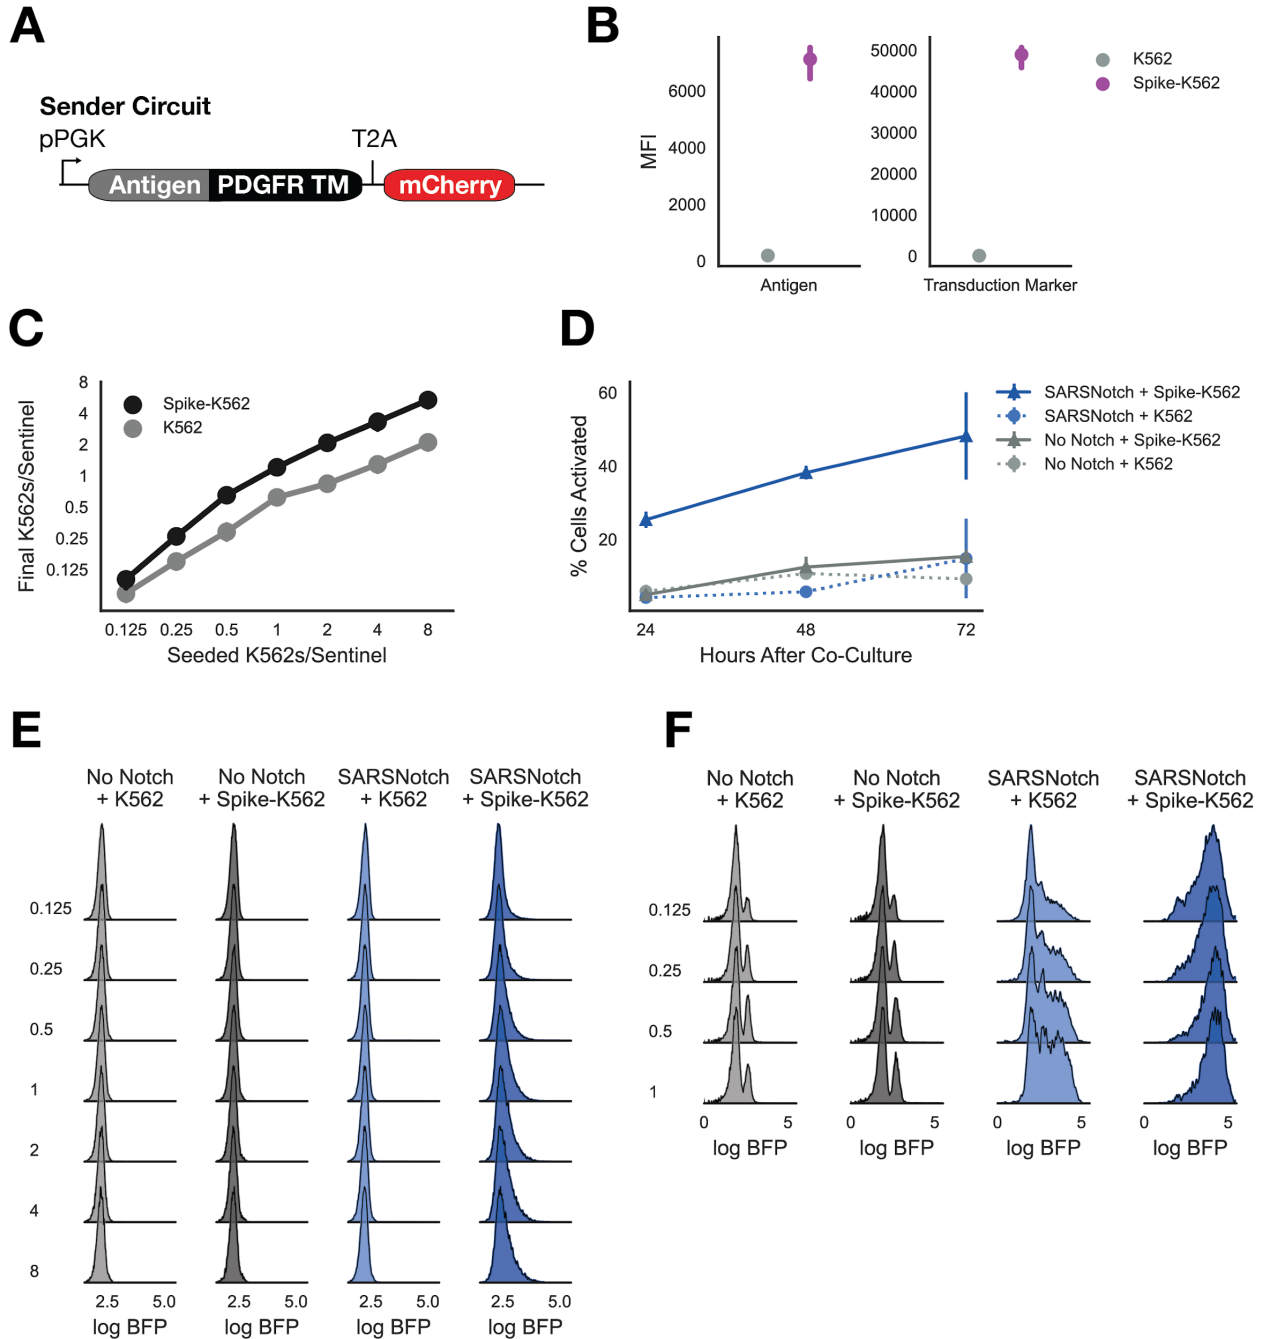 A
Sender Circuit
pPGK
T2A
Antigen
PDGFR TM
mCherry
B
MFI
6000
4000
2000
0
Antigen
50000
40000
30000
20000
10000
0
Transduction Marker
K562
Spike-K562
C
Final K562s/Sentinel
8
4
2
1
0.5
0.25
0.125
Spike-K562
K562
0.125 0.25 0.5 1 2 4 8
Seeded K562s/Sentinel
D
% Cells Activated
60
40
20
24 48 72
Hours After Co-Culture
SARSNotch + Spike-K562
SARSNotch + K562
No Notch + Spike-K562
No Notch + K562
E
No Notch
+ K562
No Notch
+ Spike-K562
SARSNotch
+ K562
SARSNotch
+ Spike-K562
0.125
0.25
0.5
1
2
4
8
2.5 5.0
log BFP
2.5 5.0
log BFP
2.5 5.0
log BFP
2.5 5.0
log BFP
F
No Notch
+ K562
No Notch
+ Spike-K562
SARSNotch
+ K562
SARSNotch
+ Spike-K562
0.125
0.25
0.5
1
0 5
log BFP
0 5
log BFP
0 5
log BFP
0 5
log BFP